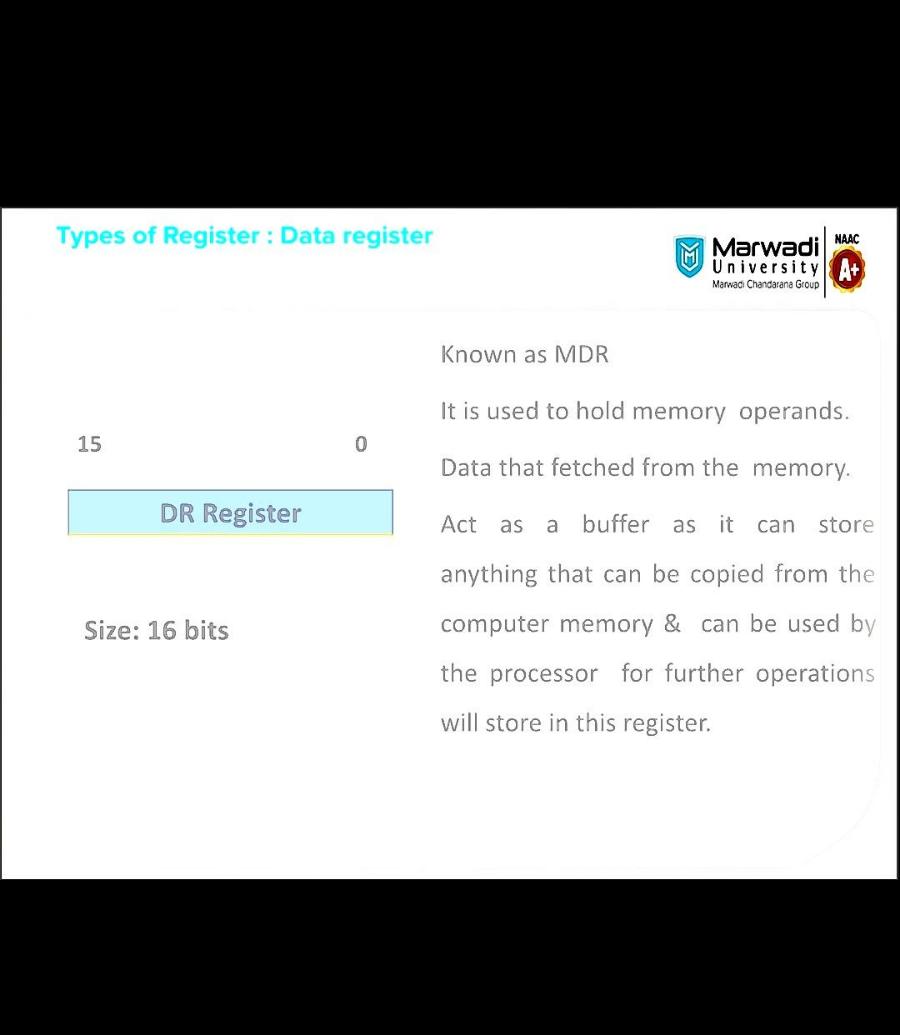 Types of Register : Data register
Marwadi
University
Marwadi Chandarana Group
NAAC
A+
Known as MDR
It is used to hold memory operands.
15 0
Data that fetched from the memory.
DR Register
Act as a buffer as it can store
anything that can be copied from the
computer memory & can be used by
Size: 16 bits
the processor for further operations
will store in this register.